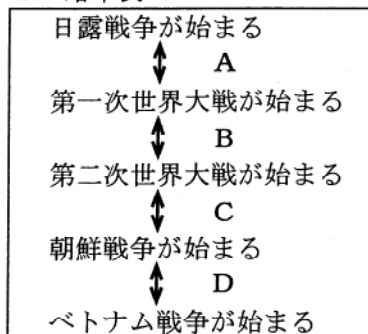 日露戦争が始まる
A
第一次世界大戦が始まる
B
第二次世界大戦が始まる
C
朝鮮戦争が始まる
D
ベトナム戦争が始まる